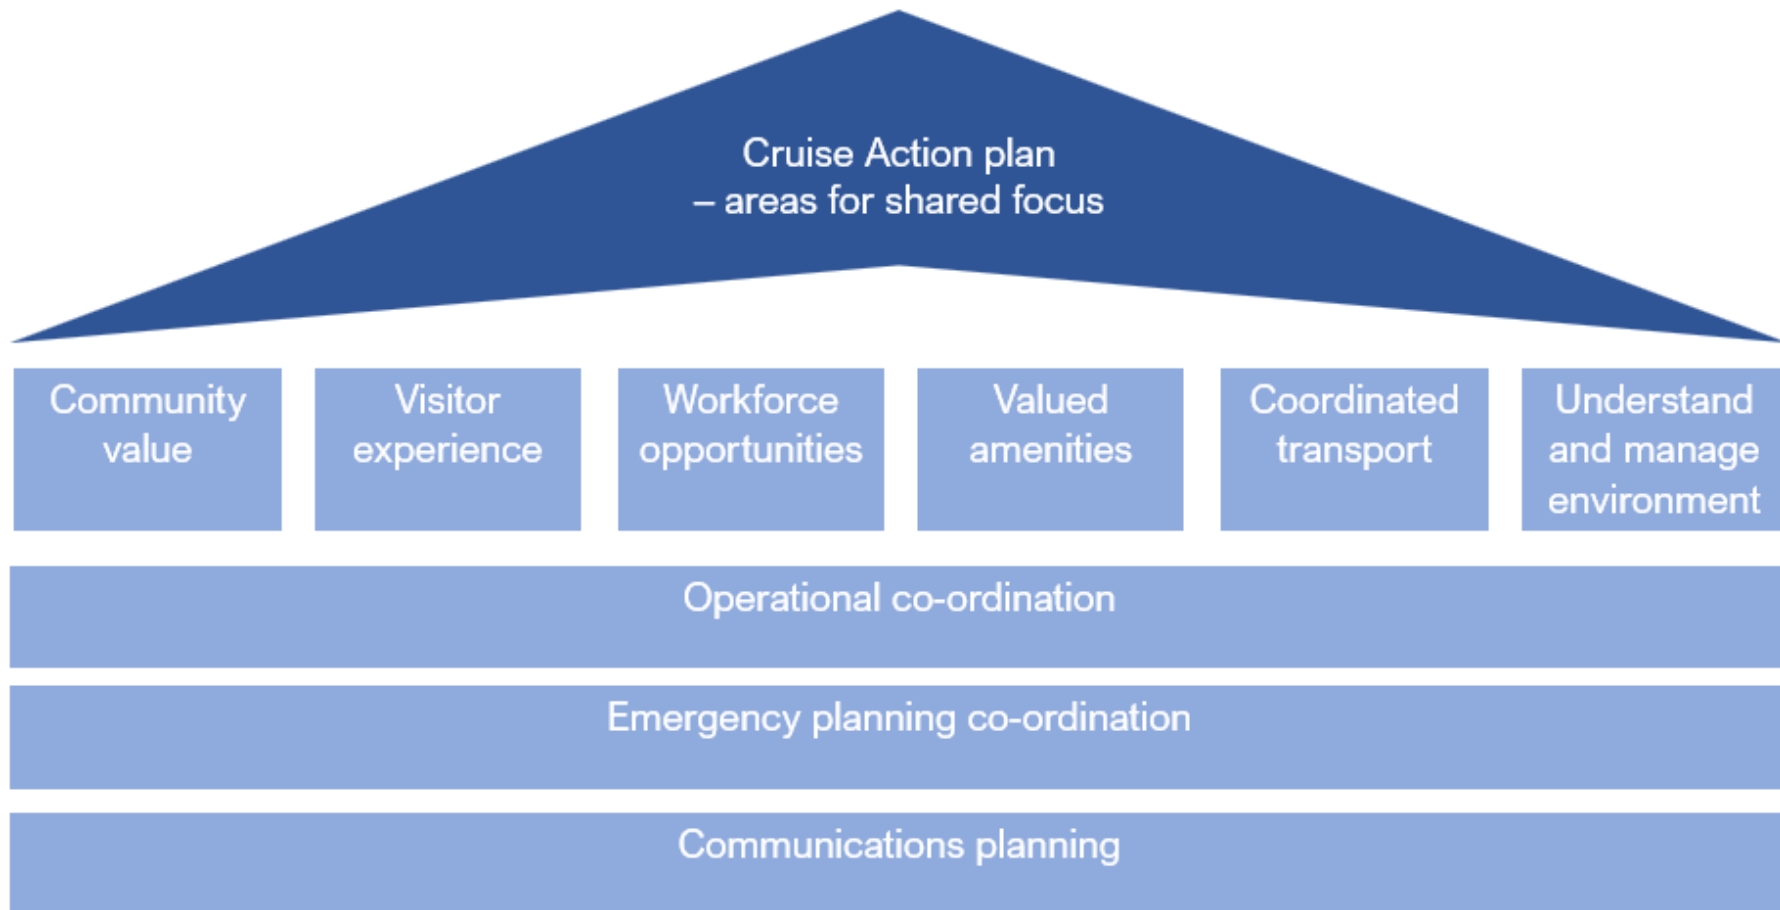 Cruise Action plan
– areas for shared focus
Community
value
Visitor
experience
Workforce
opportunities
Valued
amenities
Coordinated
transport
Understand
and manage
environment
Operational co-ordination
Emergency planning co-ordination
Communications planning